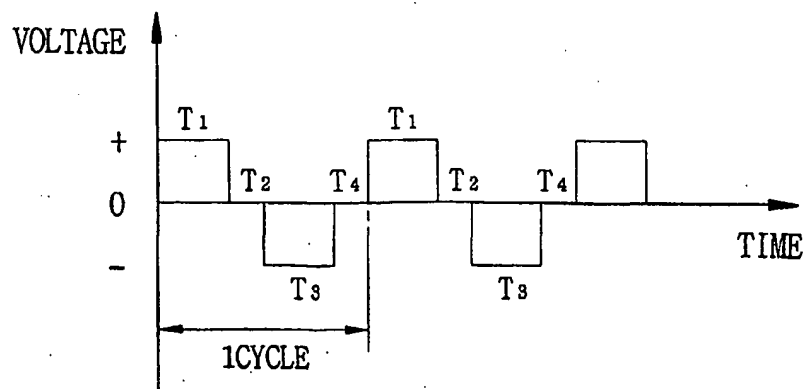 VOLTAGE
T1 T1
+
T2 T4 T2 T4
0
TIME
-
T3 T3
1CYCLE